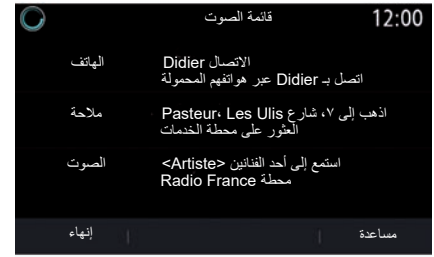 قائمة الصوت
12:00
الهاتف
الاتصال Didier
اتصل بـ Didier عبر هواتفهم المحمولة
ملاحة
اذهب إلى ٧، شارع Pasteur، Les Ulis
العثور على محطة الخدمات
الصوت
استمع إلى أحد الفنانين <Artiste>
محطة Radio France
إنهاء
مساعدة